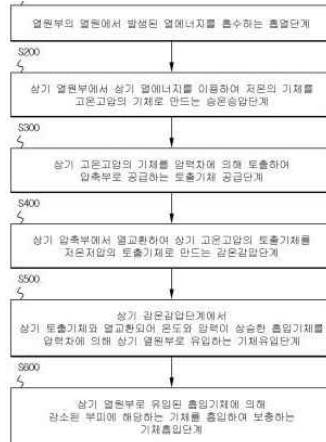 열원부의 열원에서 발생된 열에너지를 흡수하는 흡열단계
S200
상기 열원부에서 상기 열에너지를 이용하여 저온의 기체를
고온고압의 기체로 만드는 승온승압단계
S300
상기 고온고압의 기체를 압력차에 의해 토출하여
압축부로 공급하는 토출기체 공급단계
S400
상기 압축부에서 열교환하여 상기 고온고압의 토출기체를
저온저압의 토출기체로 만드는 감온감압단계
S500
상기 감온감압단계에서
상기 토출기체와 열교환되어 온도와 압력이 상승한 흡입기체를
압력차에 의해 상기 열원부로 유입하는 기체유입단계
S600
상기 열원부로 유입된 흡입기체에 의해
감소된 부피에 해당하는 기체를 흡입하여 보충하는
기체흡입단계